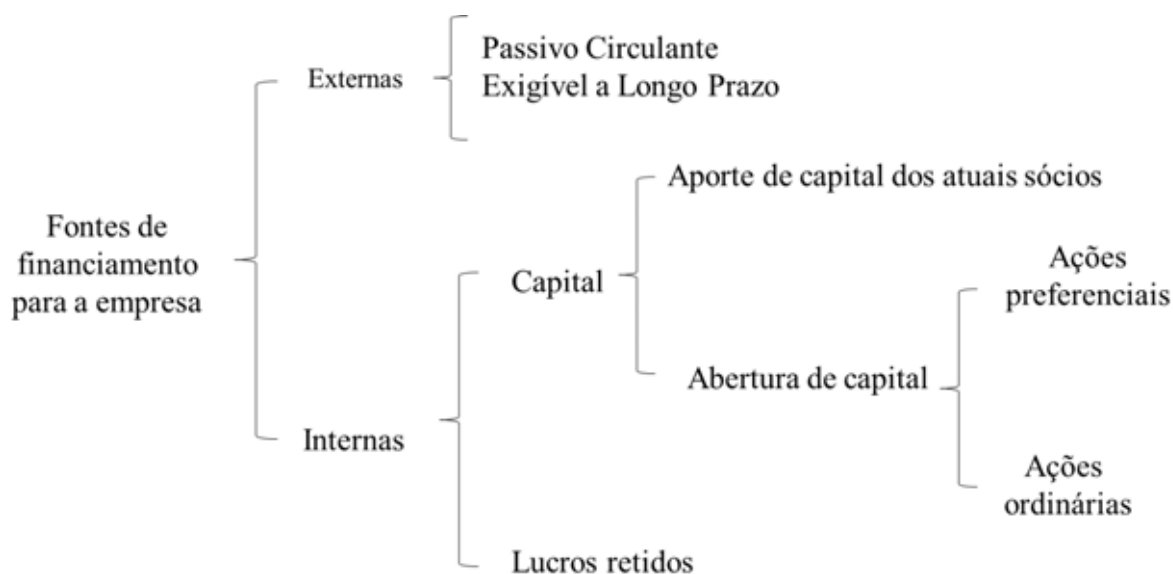 Externas
Passivo Circulante
Exigível a Longo Prazo
Fontes de
financiamento
para a empresa
Internas
Capital
Aporte de capital dos atuais sócios
Abertura de capital
Ações
preferenciais
Ações
ordinárias
Lucros retidos